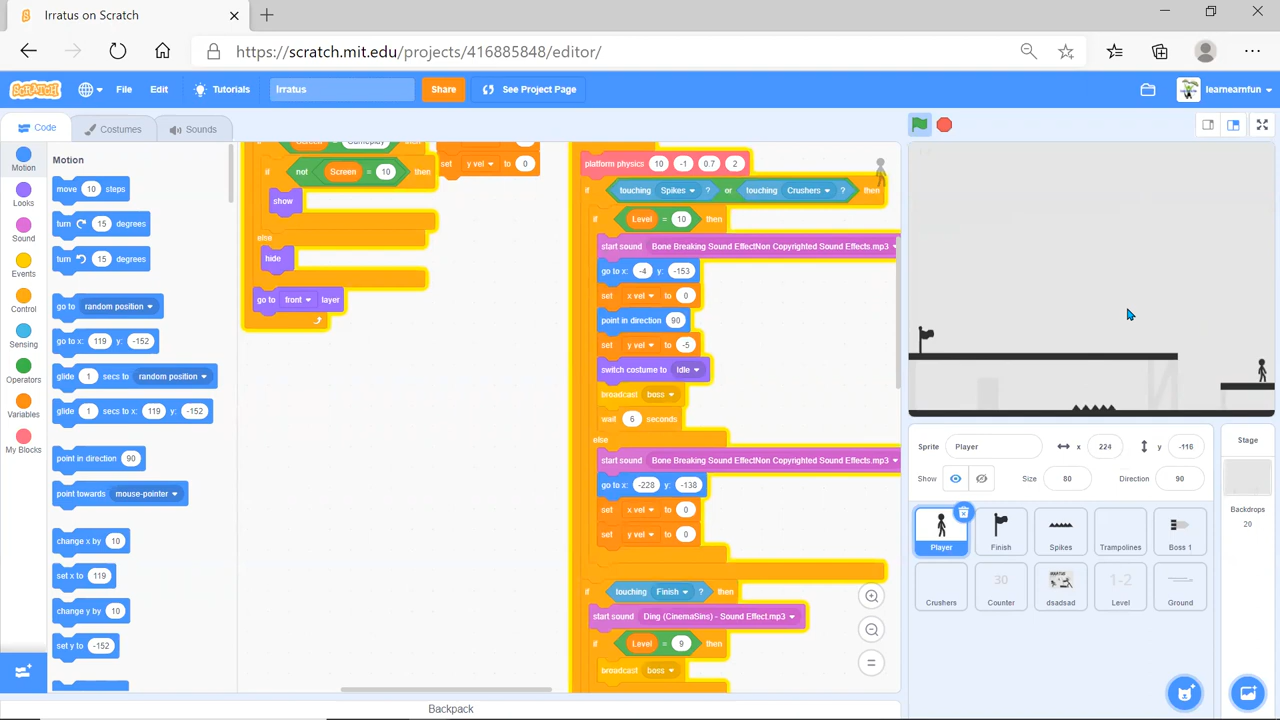 Irratus on Scratch
https://scratch.mit.edu/projects/416885848/editor/
SCRATCH File Edit Tutorials Irratus Share See Project Page learnearnfun
Code Costumes Sounds
Motion
Looks
Sound
Events
Control
Sensing
Operators
Variables
My Blocks
Motion
move 10 steps
turn 15 degrees
turn 15 degrees
go to random position
go to x: 119 y: -152
glide 1 secs to random position
glide 1 secs to x: 119 y: -152
point in direction 90
point towards mouse-pointer
change x by 10
set x to 119
change y by 10
set y to -152
if not Screen = 10 then
show
else
hide
go to front layer
set y vel to 0
platform physics 10 -1 0.7 2
if touching Spikes ? or touching Crushers ? then
if Level = 10 then
start sound Bone Breaking Sound EffectNon Copyrighted Sound Effects.mp3
go to x: -4 y: -153
set x vel to 0
point in direction 90
set y vel to -5
switch costume to Idle
broadcast boss
wait 6 seconds
else
start sound Bone Breaking Sound EffectNon Copyrighted Sound Effects.mp3
go to x: -228 y: -138
set x vel to 0
set y vel to 0
if touching Finish ? then
start sound Ding (CinemaSins) - Sound Effect.mp3
if Level = 9 then
broadcast boss
Sprite Player x 224 y -118
Show Size 80 Direction 90
Player
Finish
Spikes
Trampolines
Boss 1
Crushers
30
Counter
dsadsad
1-2
Level
Ground
Stage
Backdrops
20
Backpack